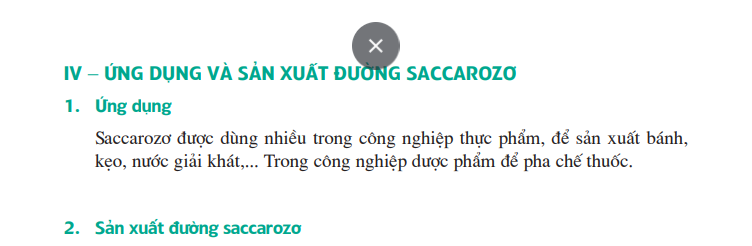 IV – ỨNG DỤNG VÀ SẢN XUẤT ĐƯỜNG SACCAROZƠ
1. Ứng dụng
Saccarozơ được dùng nhiều trong công nghiệp thực phẩm, để sản xuất bánh,
kẹo, nước giải khát,... Trong công nghiệp dược phẩm để pha chế thuốc.
2. Sản xuất đường saccarozơ